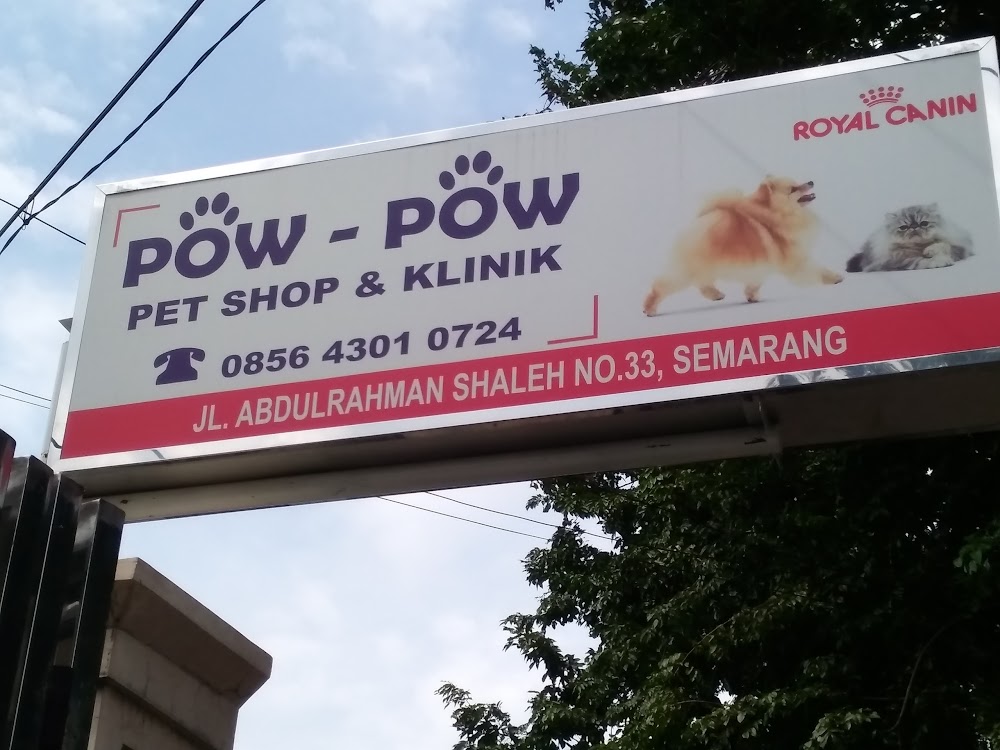 ROYAL CANIN
POW - POW
PET SHOP & KLINIK
0856 4301 0724
JL. ABDULRAHMAN SHALEH NO.33, SEMARANG